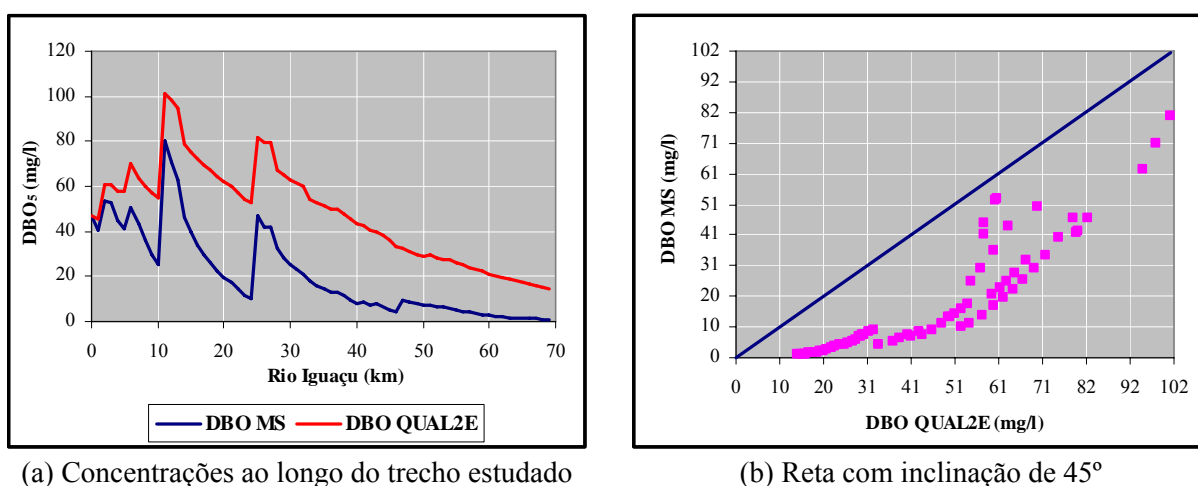 120
100
80
60
40
20
0
DBO₅ (mg/l)
0 10 20 30 40 50 60 70
Rio Iguaçu (km)
DBO MS DBO QUAL2E
(a) Concentrações ao longo do trecho estudado
102
92
82
71
61
51
41
31
20
10
0
DBO MS (mg/l)
0 10 20 31 41 51 61 71 82 92 102
DBO QUAL2E (mg/l)
(b) Reta com inclinação de 45º